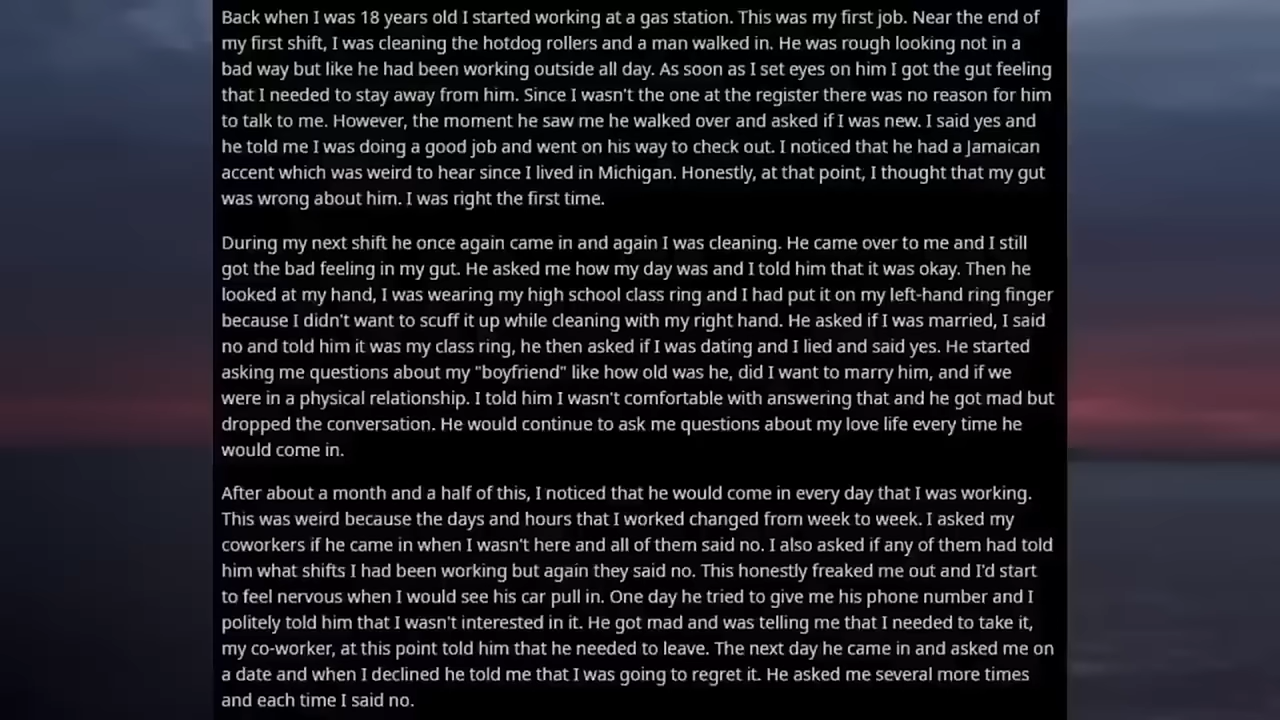 Back when I was 18 years old I started working at a gas station. This was my first job. Near the end of
my first shift, I was cleaning the hotdog rollers and a man walked in. He was rough looking not in a
bad way but like he had been working outside all day. As soon as I set eyes on him I got the gut feeling
that I needed to stay away from him. Since I wasn't the one at the register there was no reason for him
to talk to me. However, the moment he saw me he walked over and asked if I was new. I said yes and
he told me I was doing a good job and went on his way to check out. I noticed that he had a Jamaican
accent which was weird to hear since I lived in Michigan. Honestly, at that point, I thought that my gut
was wrong about him. I was right the first time.
During my next shift he once again came in and again I was cleaning. He came over to me and I still
got the bad feeling in my gut. He asked me how my day was and I told him that it was okay. Then he
looked at my hand, I was wearing my high school class ring and I had put it on my left-hand ring finger
because I didn't want to scuff it up while cleaning with my right hand. He asked if I was married, I said
no and told him it was my class ring, he then asked if I was dating and I lied and said yes. He started
asking me questions about my "boyfriend" like how old was he, did I want to marry him, and if we
were in a physical relationship. I told him I wasn't comfortable with answering that and he got mad but
dropped the conversation. He would continue to ask me questions about my love life every time he
would come in.
After about a month and a half of this, I noticed that he would come in every day that I was working.
This was weird because the days and hours that I worked changed from week to week. I asked my
coworkers if he came in when I wasn't here and all of them said no. I also asked if any of them had told
him what shifts I had been working but again they said no. This honestly freaked me out and I'd start
to feel nervous when I would see his car pull in. One day he tried to give me his phone number and I
politely told him that I wasn't interested in it. He got mad and was telling me that I needed to take it,
my co-worker, at this point told him that he needed to leave. The next day he came in and asked me on
a date and when I declined he told me that I was going to regret it. He asked me several more times
and each time I said no.